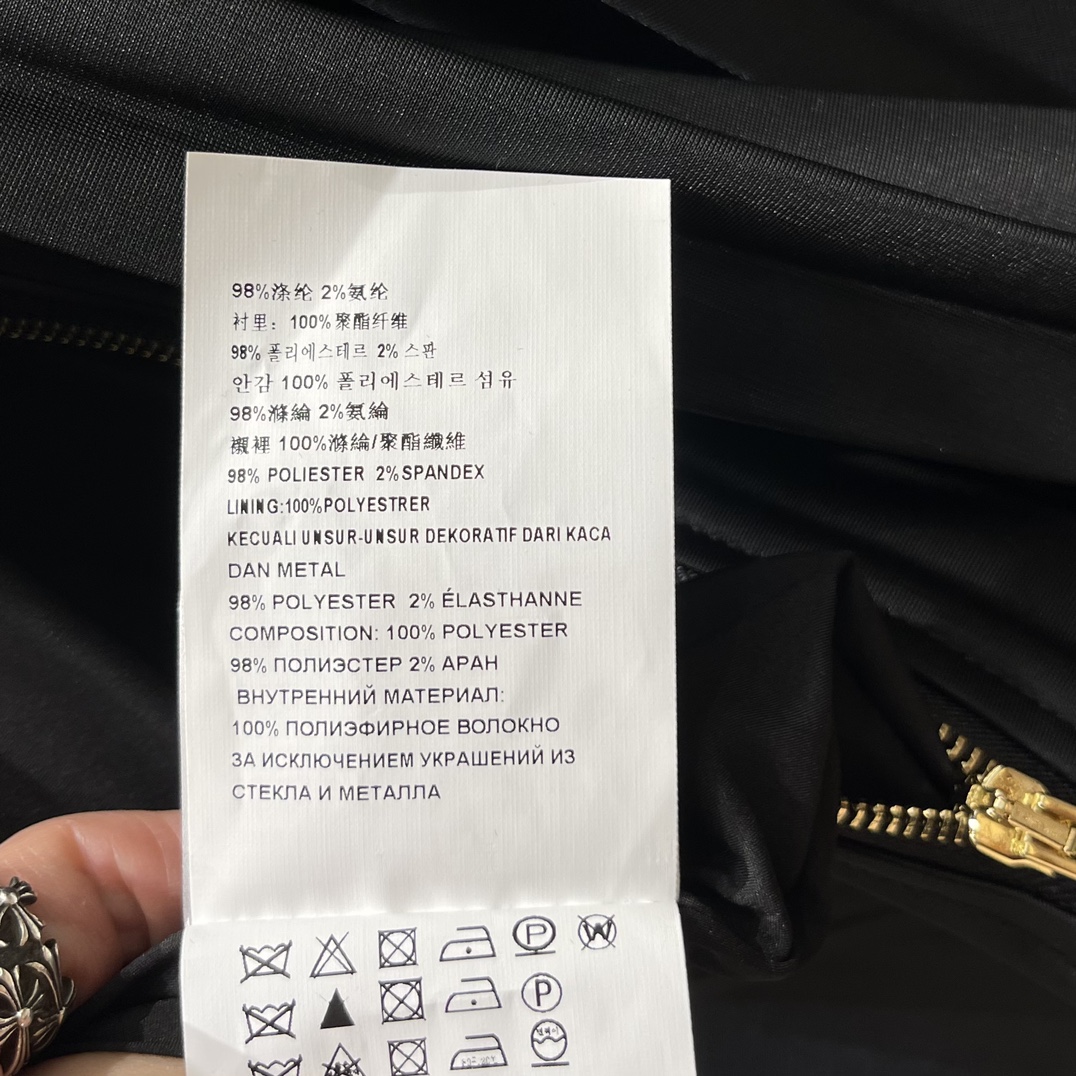 98%涤纶 2%氨纶
衬里：100%聚酯纤维
98% 폴리에스테르 2% 스판
안감 100% 폴리에스테르 섬유
98%滌綸 2%氨綸
襯裡 100%滌綸/聚酯纖維
98% POLIESTER 2%SPANDEX
LINING:100%POLYESTRER
KECUALI UNSUR-UNSUR DEKORATIF DARI KACA
DAN METAL
98% POLYESTER 2% ÉLASTHANNE
COMPOSITION: 100% POLYESTER
98% ПОЛИЭСТЕР 2% АРАН
ВНУТРЕННИЙ МАТЕРИАЛ:
100% ПОЛИЭФИРНОЕ ВОЛОКНО
ЗА ИСКЛЮЧЕНИЕМ УКРАШЕНИЙ ИЗ
СТЕКЛА И МЕТАЛЛА
P W
P